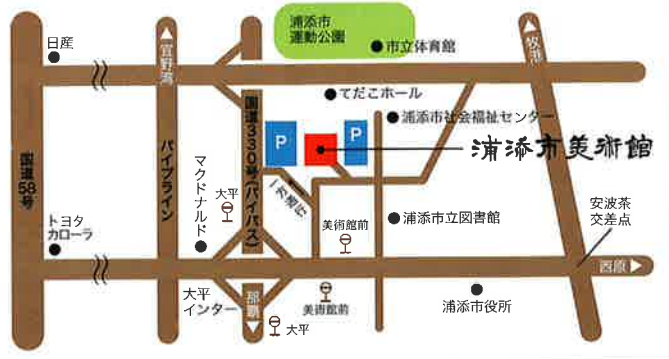 浦添市
運動公園
日産
▲宜野湾
▲牧港
市立体育館
てだこホール
浦添市社会福祉センター
国道58号
パイプライン
国道330号(バイパス)
P
P
浦添市美術館
マクドナルド
大平
一方通行
美術館前
浦添市立図書館
安波茶
交差点
トヨタ
カローラ
西原▶
大平
インター
那覇▼
大平
美術館前
浦添市役所